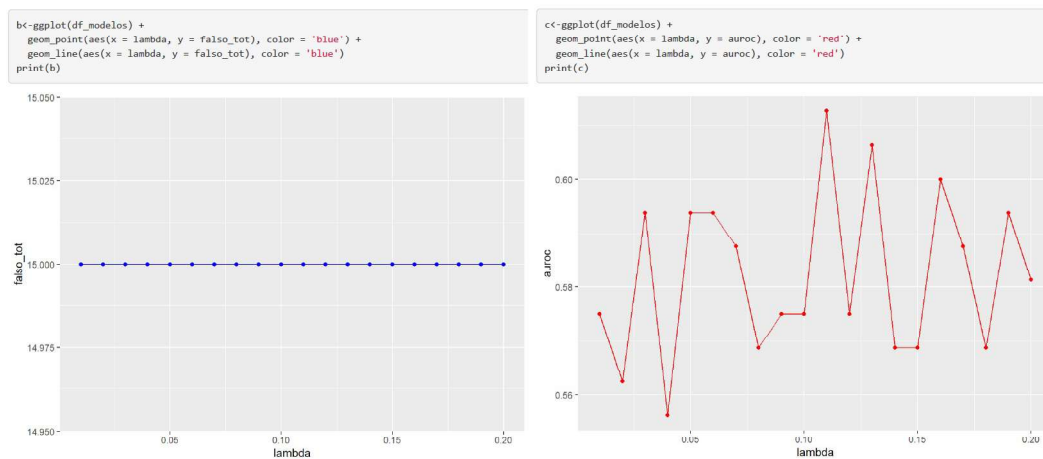 b<-ggplot(df_modelos) +
geom_point(aes(x = lambda, y = falso_tot), color = 'blue') +
geom_line(aes(x = lambda, y = falso_tot), color = 'blue')
print(b)
15.050
15.025
15.000
14.975
14.950
falso_tot
0.05 0.10 0.15 0.20
lambda
c<-ggplot(df_modelos) +
geom_point(aes(x = lambda, y = auroc), color = 'red') +
geom_line(aes(x = lambda, y = auroc), color = 'red')
print(c)
0.60
0.58
0.56
auroc
0.05 0.10 0.15 0.20
lambda